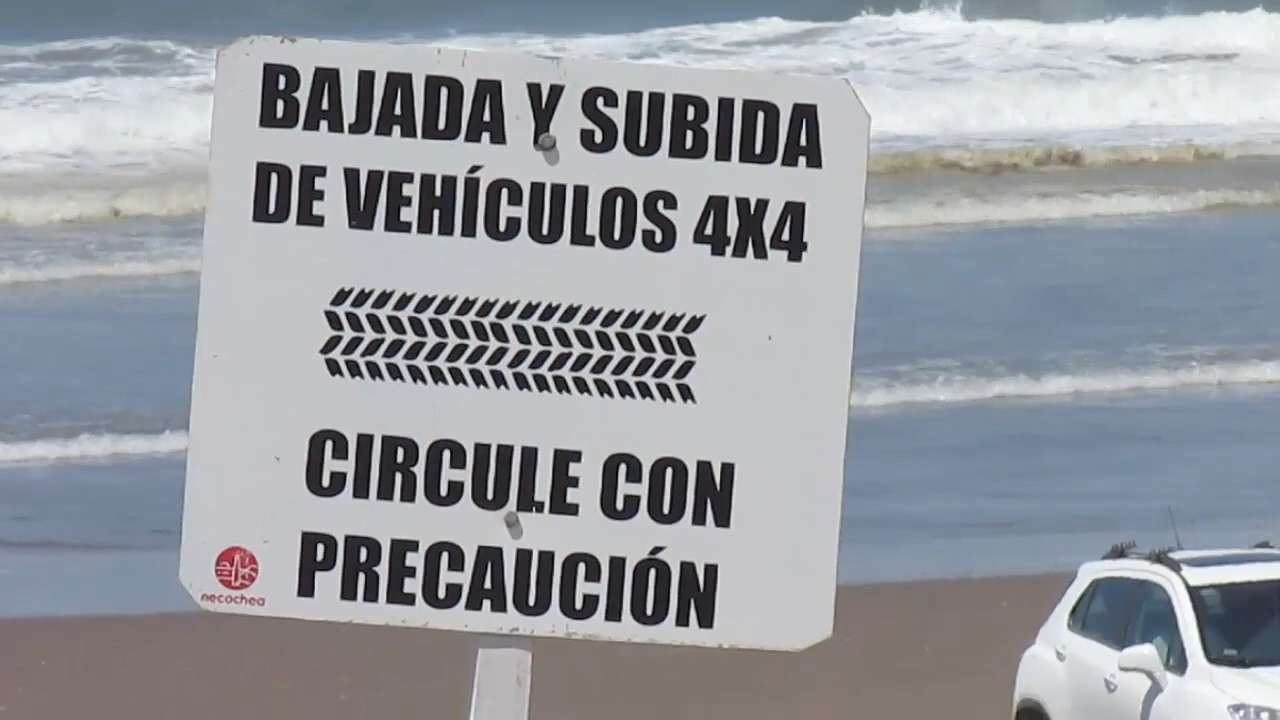 BAJADA Y SUBIDA
DE VEHÍCULOS 4X4
CIRCULE CON
PRECAUCIÓN
necochea